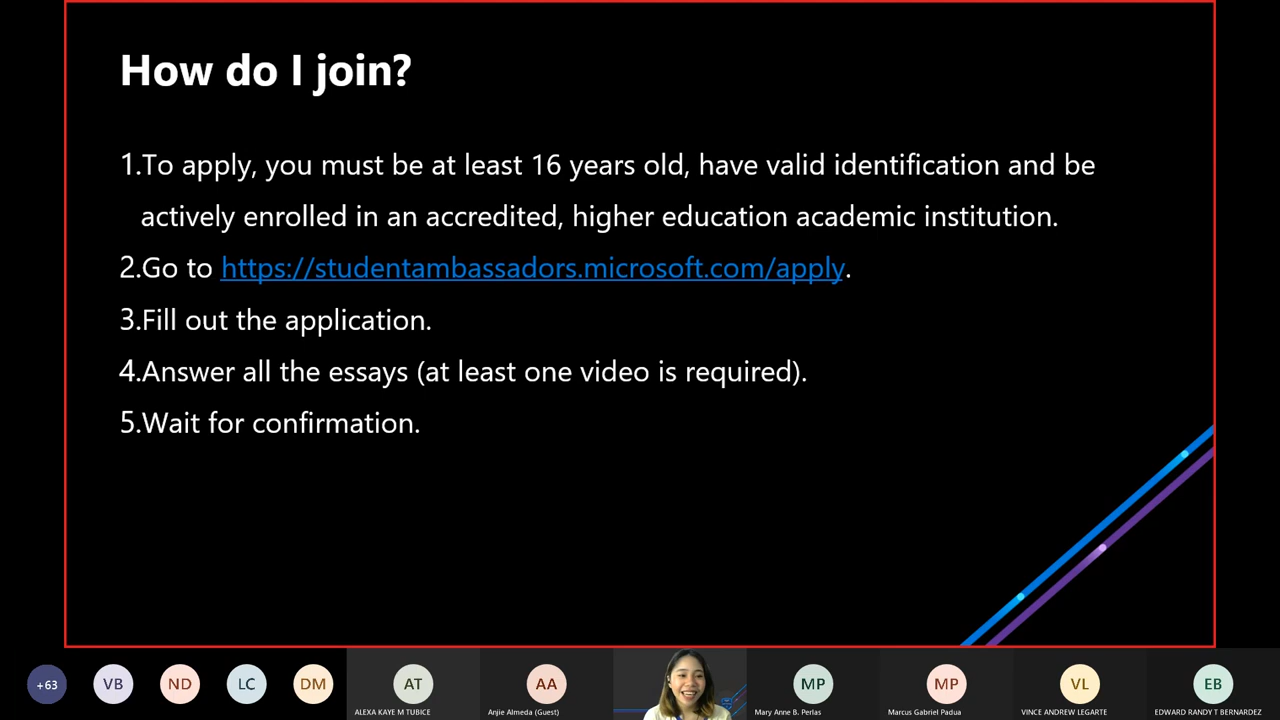 How do I join?
1.To apply, you must be at least 16 years old, have valid identification and be
actively enrolled in an accredited, higher education academic institution.
2.Go to https://studentambassadors.microsoft.com/apply.
3.Fill out the application.
4.Answer all the essays (at least one video is required).
5.Wait for confirmation.
+63 VB ND LC DM AT AA MP MP VL EB
ALEXA KAYE M TUBICE Anjie Almeda (Guest) Mary Anne B. Perlas Marcus Gabriel Padua VINCE ANDREW LEGARTE EDWARD RANDY T BERNARDEZ